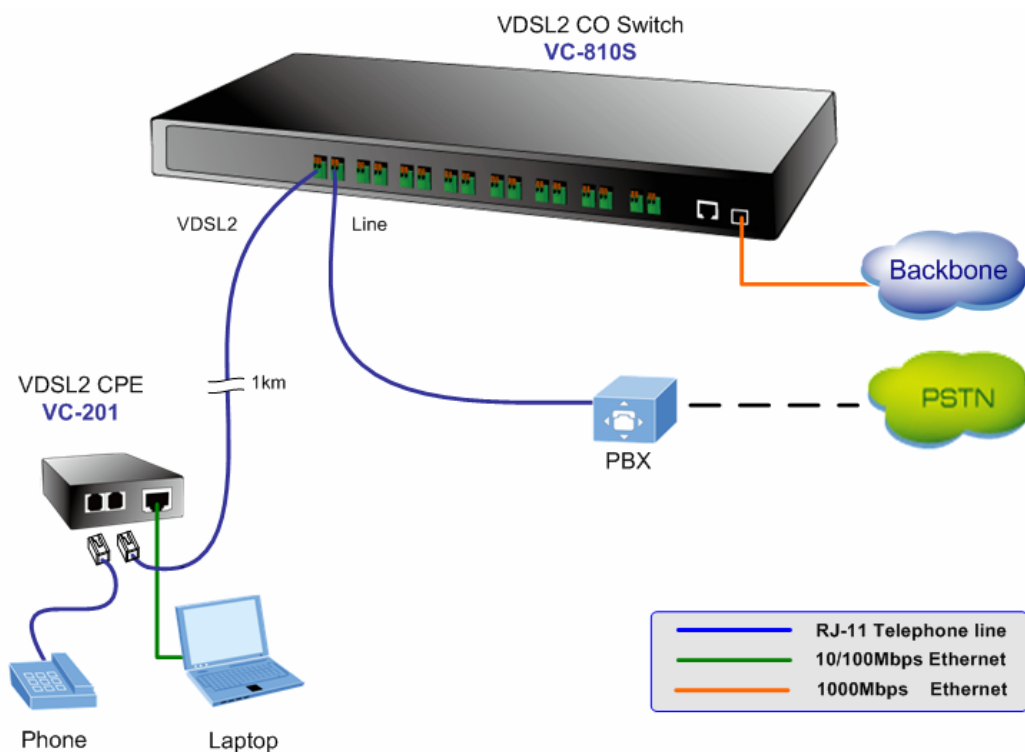 VDSL2 CO Switch
VC-810S
VDSL2
Line
Backbone
1km
VDSL2 CPE
VC-201
PSTN
PBX
RJ-11 Telephone line
10/100Mbps Ethernet
1000Mbps Ethernet
Phone
Laptop